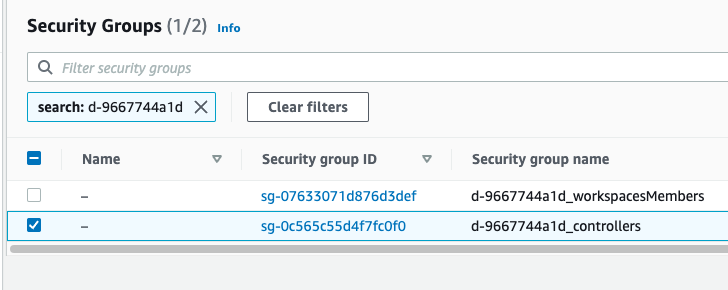 Security Groups (1/2) Info
Filter security groups
search: d-9667744a1d Clear filters
Name Security group ID Security group name
– sg-07633071d876d3def d-9667744a1d_workspacesMembers
– sg-0c565c55d4f7fc0f0 d-9667744a1d_controllers